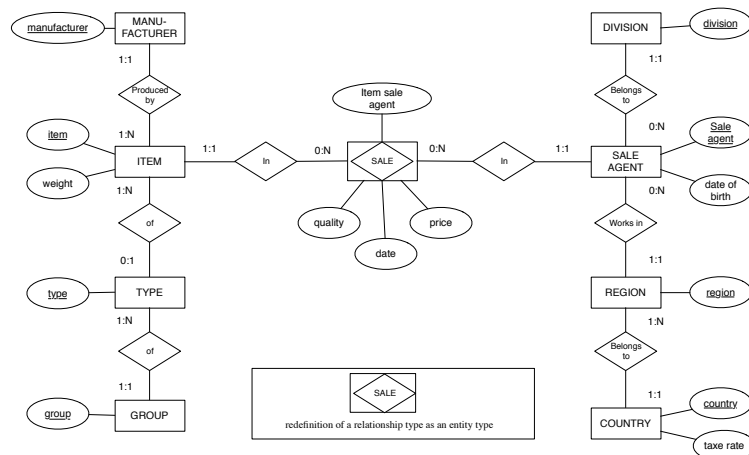 manufacturer
MANU-
FACTURER
1:1
Produced
by
1:N
item
weight
ITEM
1:1
In
0:N
1:N
of
0:1
type
TYPE
1:N
of
1:1
group
GROUP
Item sale
agent
SALE
quality
date
price
0:N
In
1:1
DIVISION
division
1:1
Belongs
to
0:N
SALE
AGENT
Sale
agent
date of
birth
0:N
Works in
1:1
REGION
region
1:N
Belongs
to
1:1
COUNTRY
country
taxe rate
SALE
redefinition of a relationship type as an entity type